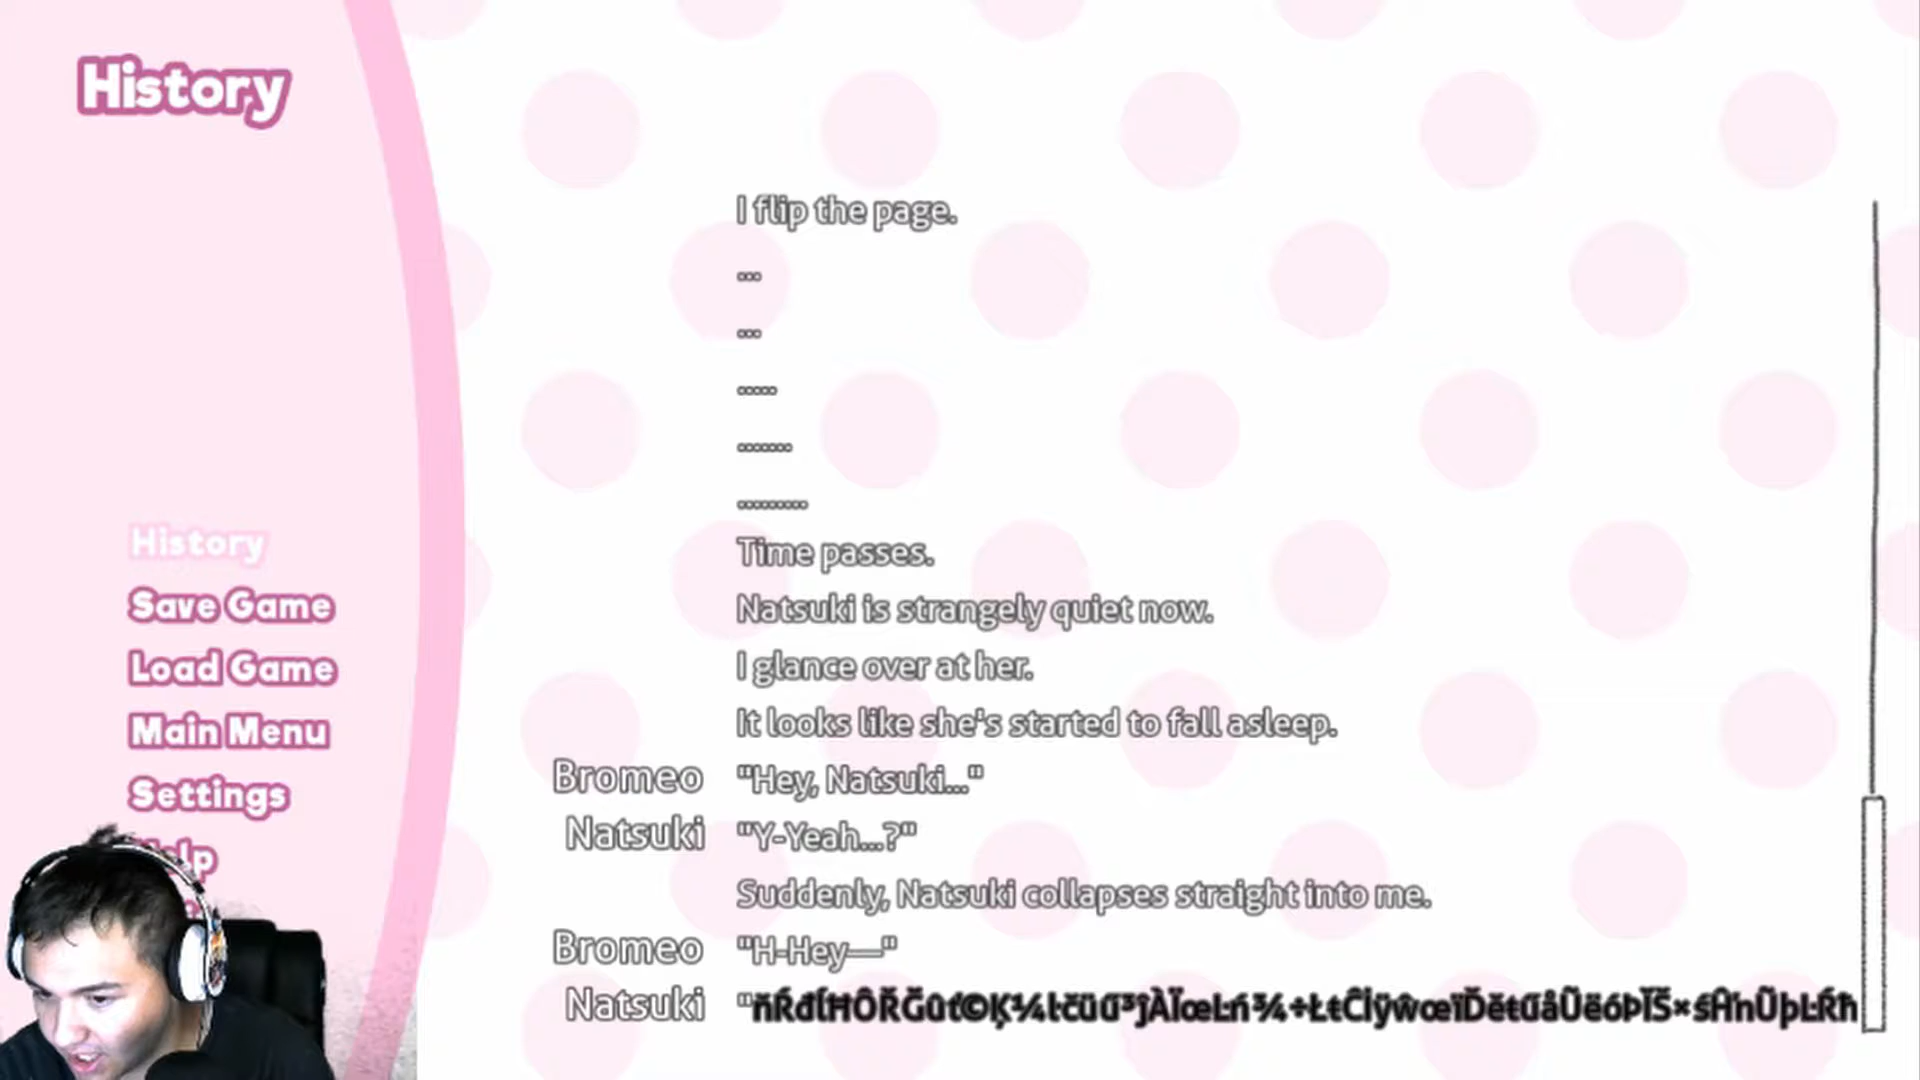 History
I flip the page.
...
...
.....
.......
.........
Time passes.
Natsuki is strangely quiet now.
I glance over at her.
It looks like she's started to fall asleep.
Bromeo "Hey, Natsuki..."
Natsuki "Y-Yeah...?"
Suddenly, Natsuki collapses straight into me.
Bromeo "H-Hey—"
Natsuki
History
Save Game
Load Game
Main Menu
Settings